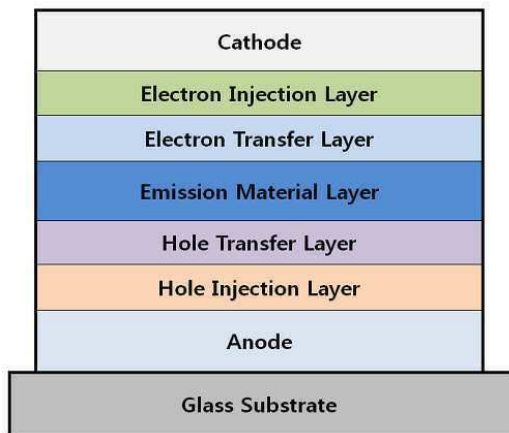 Cathode
Electron Injection Layer
Electron Transfer Layer
Emission Material Layer
Hole Transfer Layer
Hole Injection Layer
Anode
Glass Substrate